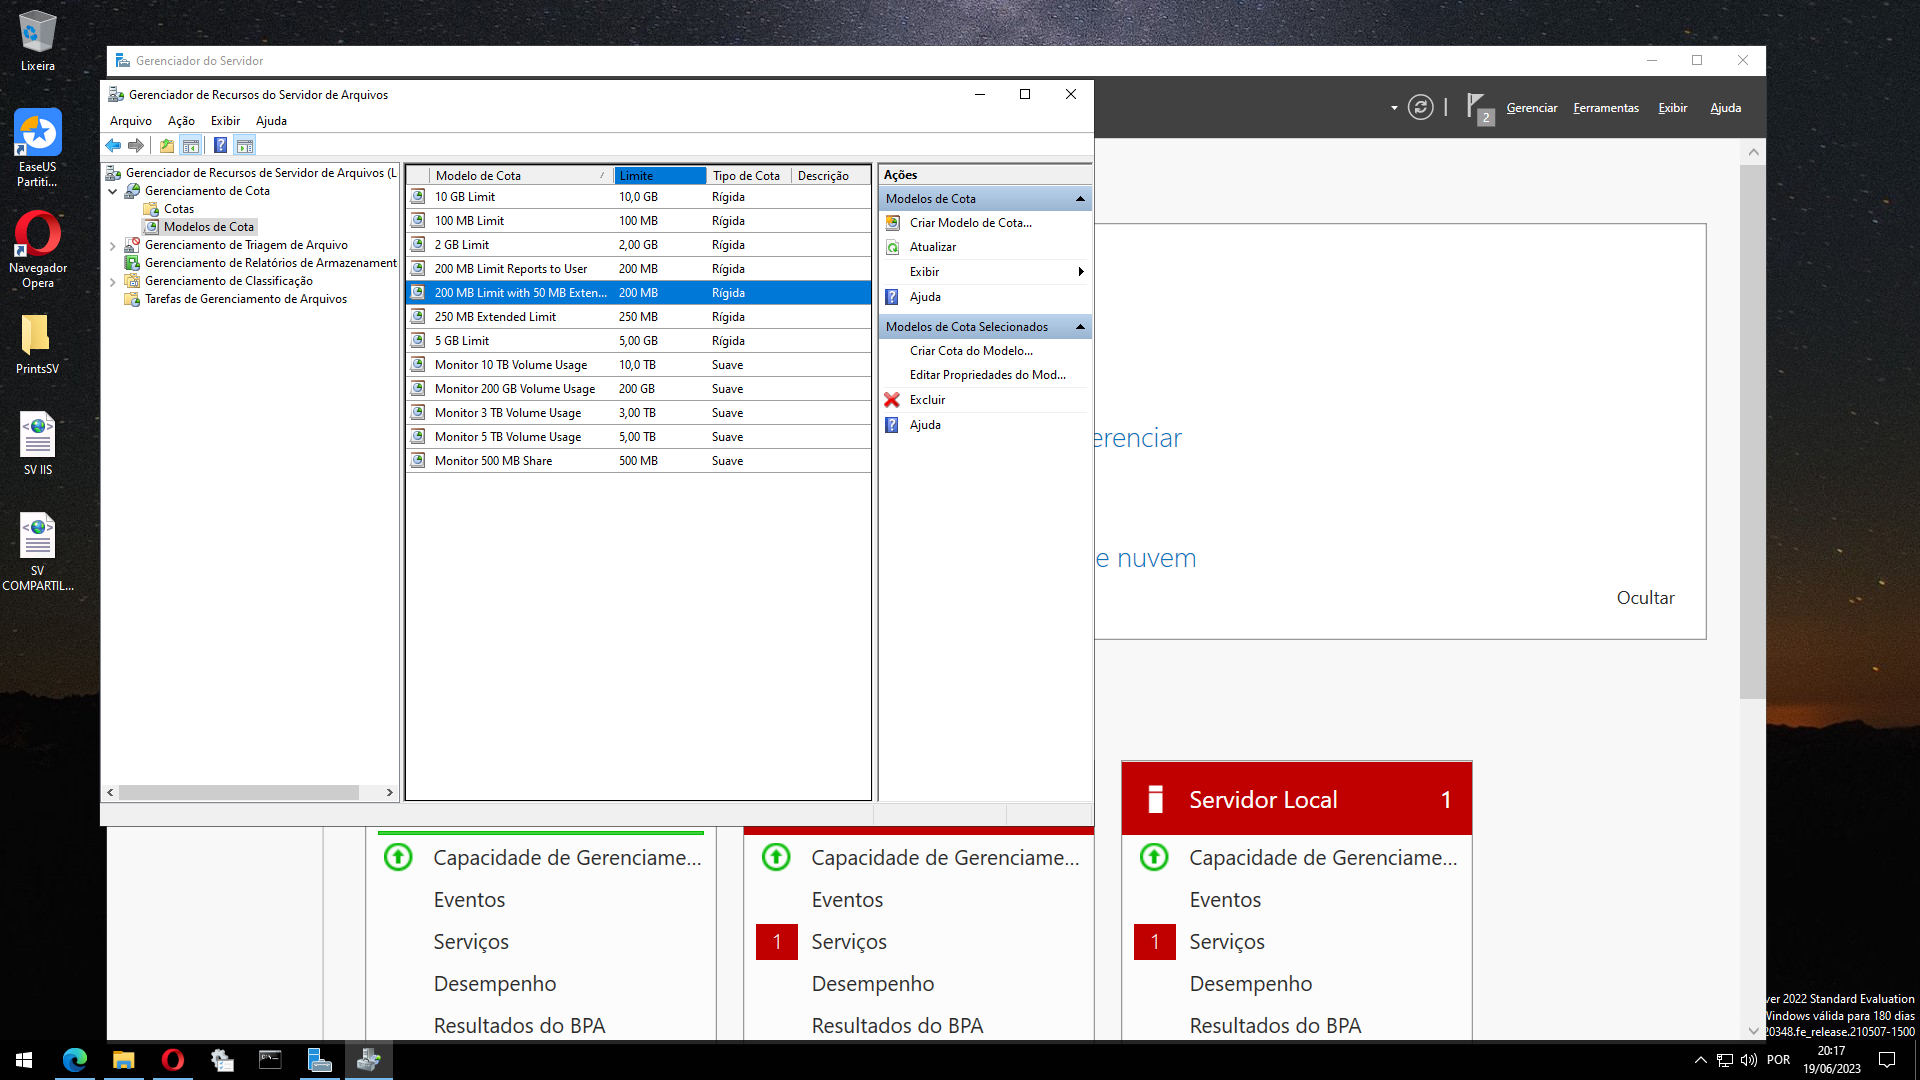 Lixeira
EaseUS
Partiti...
Navegador
Opera
PrintsSV
SV IIS
SV
COMPARTIL...
Gerenciador do Servidor
2
Gerenciar
Ferramentas
Exibir
Ajuda
Gerenciador de Recursos do Servidor de Arquivos
Arquivo
Ação
Exibir
Ajuda
Gerenciador de Recursos de Servidor de Arquivos (L
Gerenciamento de Cota
Cotas
Modelos de Cota
Gerenciamento de Triagem de Arquivo
Gerenciamento de Relatórios de Armazenament
Gerenciamento de Classificação
Tarefas de Gerenciamento de Arquivos
Modelo de Cota Limite Tipo de Cota Descrição
10 GB Limit 10,0 GB Rígida
100 MB Limit 100 MB Rígida
2 GB Limit 2,00 GB Rígida
200 MB Limit Reports to User 200 MB Rígida
200 MB Limit with 50 MB Exten... 200 MB Rígida
250 MB Extended Limit 250 MB Rígida
5 GB Limit 5,00 GB Rígida
Monitor 10 TB Volume Usage 10,0 TB Suave
Monitor 200 GB Volume Usage 200 GB Suave
Monitor 3 TB Volume Usage 3,00 TB Suave
Monitor 5 TB Volume Usage 5,00 TB Suave
Monitor 500 MB Share 500 MB Suave
Ações
Modelos de Cota
Criar Modelo de Cota...
Atualizar
Exibir
Ajuda
Modelos de Cota Selecionados
Criar Cota do Modelo...
Editar Propriedades do Mod...
Excluir
Ajuda
erenciar
e nuvem
Ocultar
Capacidade de Gerenciame...
Eventos
Serviços
Desempenho
Resultados do BPA
Capacidade de Gerenciame...
Eventos
1 Serviços
Desempenho
Resultados do BPA
Servidor Local 1
Capacidade de Gerenciame...
Eventos
1 Serviços
Desempenho
Resultados do BPA
ver 2022 Standard Evaluation
Windows válida para 180 dias
20348.fe_release.210507-1500
POR
20:17
19/06/2023